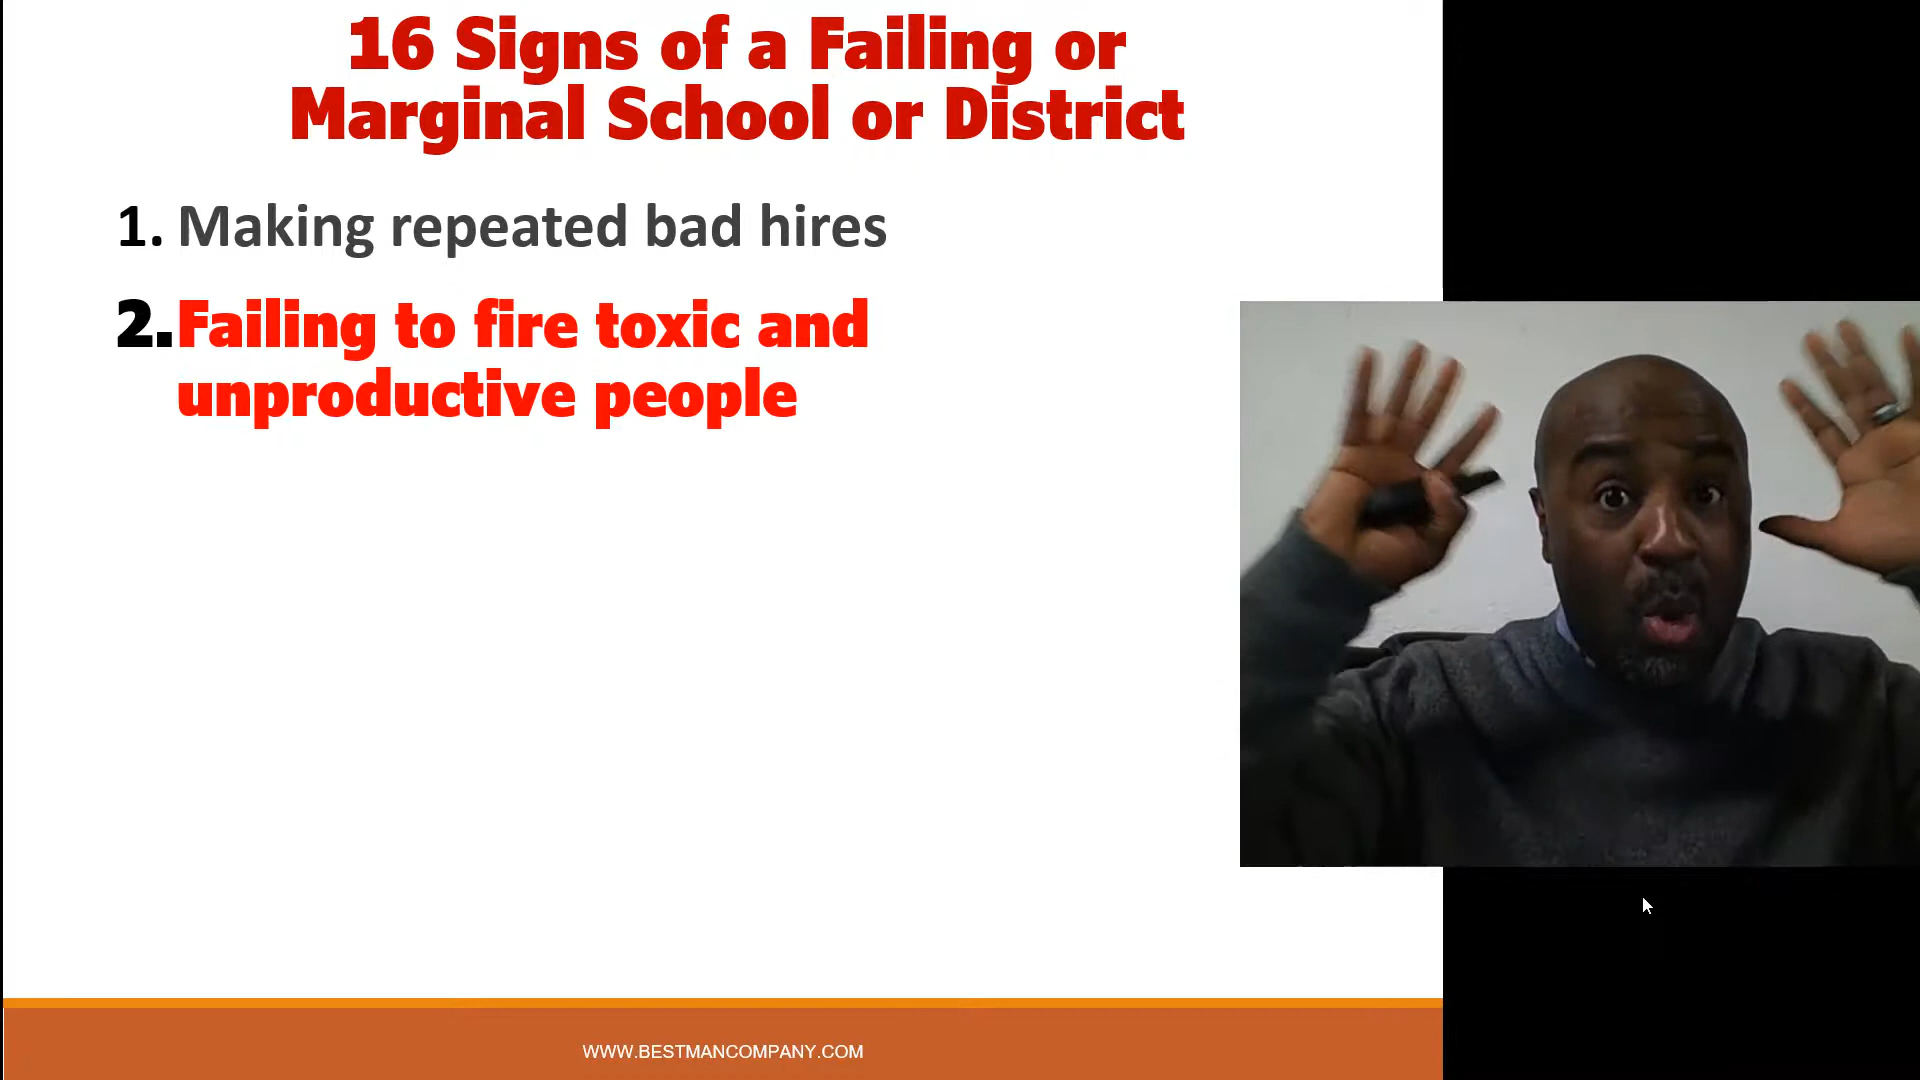 16 Signs of a Failing or
Marginal School or District
1. Making repeated bad hires
2. Failing to fire toxic and
unproductive people
WWW.BESTMANCOMPANY.COM